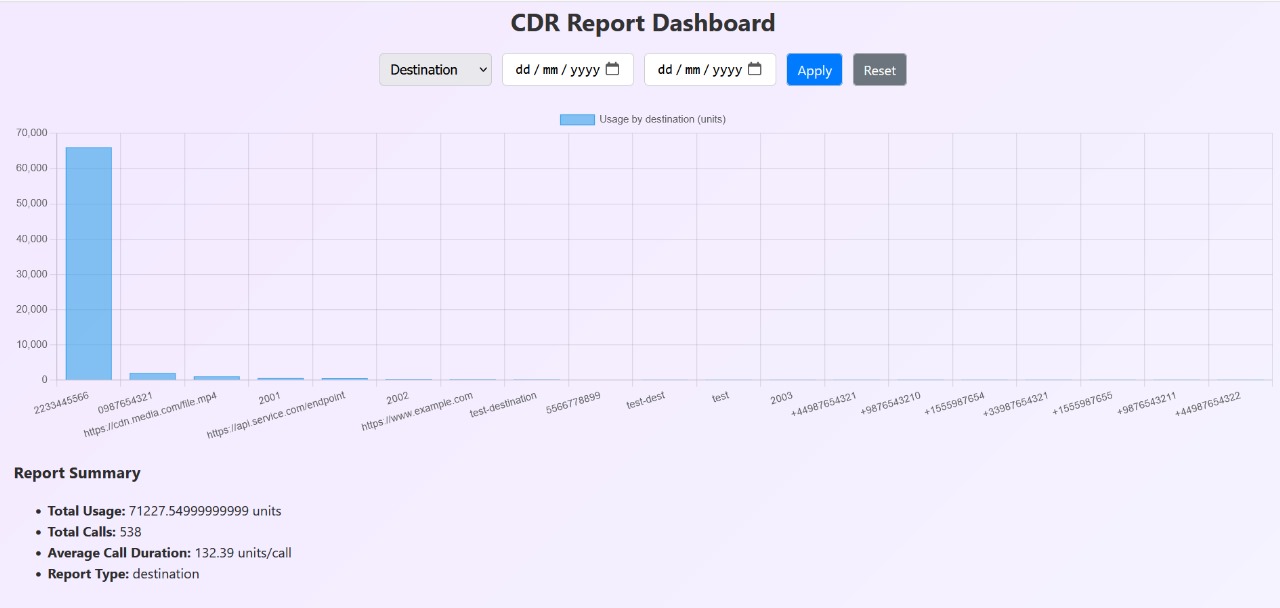 CDR Report Dashboard
Destination dd/mm/yyyy dd/mm/yyyy Apply Reset
Usage by destination (units)
70,000
60,000
50,000
40,000
30,000
20,000
10,000
0
2233445566
0987654321
https://cdn.media.com/file.mp4
2001
https://api.service.com/endpoint
2002
https://www.example.com
test-destination
5566778899
test-dest
test
2003
+44987654321
+9876543210
+1555987654
+33987654321
+1555987655
+9876543211
+44987654322
Report Summary
• Total Usage: 71227.54999999999 units
• Total Calls: 538
• Average Call Duration: 132.39 units/call
• Report Type: destination